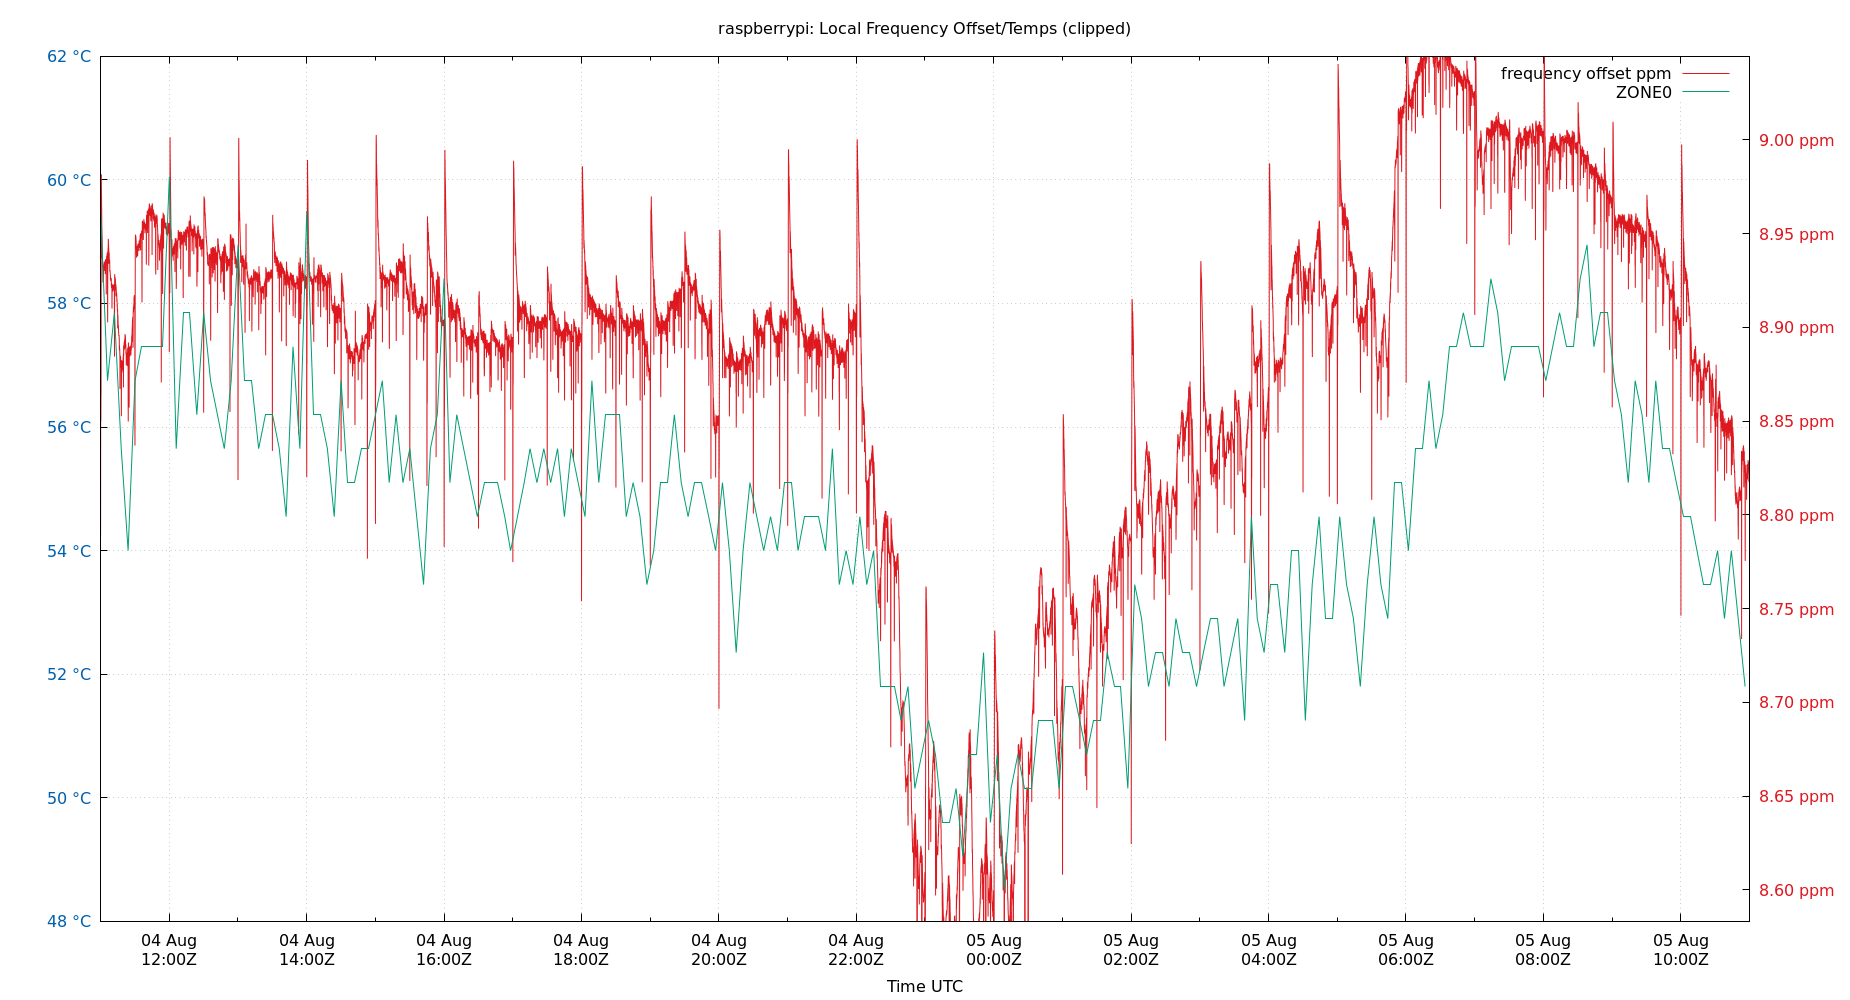 raspberrypi: Local Frequency Offset/Temps (clipped)
62 °C
60 °C
58 °C
56 °C
54 °C
52 °C
50 °C
48 °C
frequency offset ppm
ZONE0
9.00 ppm
8.95 ppm
8.90 ppm
8.85 ppm
8.80 ppm
8.75 ppm
8.70 ppm
8.65 ppm
8.60 ppm
04 Aug
12:00Z
04 Aug
14:00Z
04 Aug
16:00Z
04 Aug
18:00Z
04 Aug
20:00Z
04 Aug
22:00Z
05 Aug
00:00Z
05 Aug
02:00Z
05 Aug
04:00Z
05 Aug
06:00Z
05 Aug
08:00Z
05 Aug
10:00Z
Time UTC